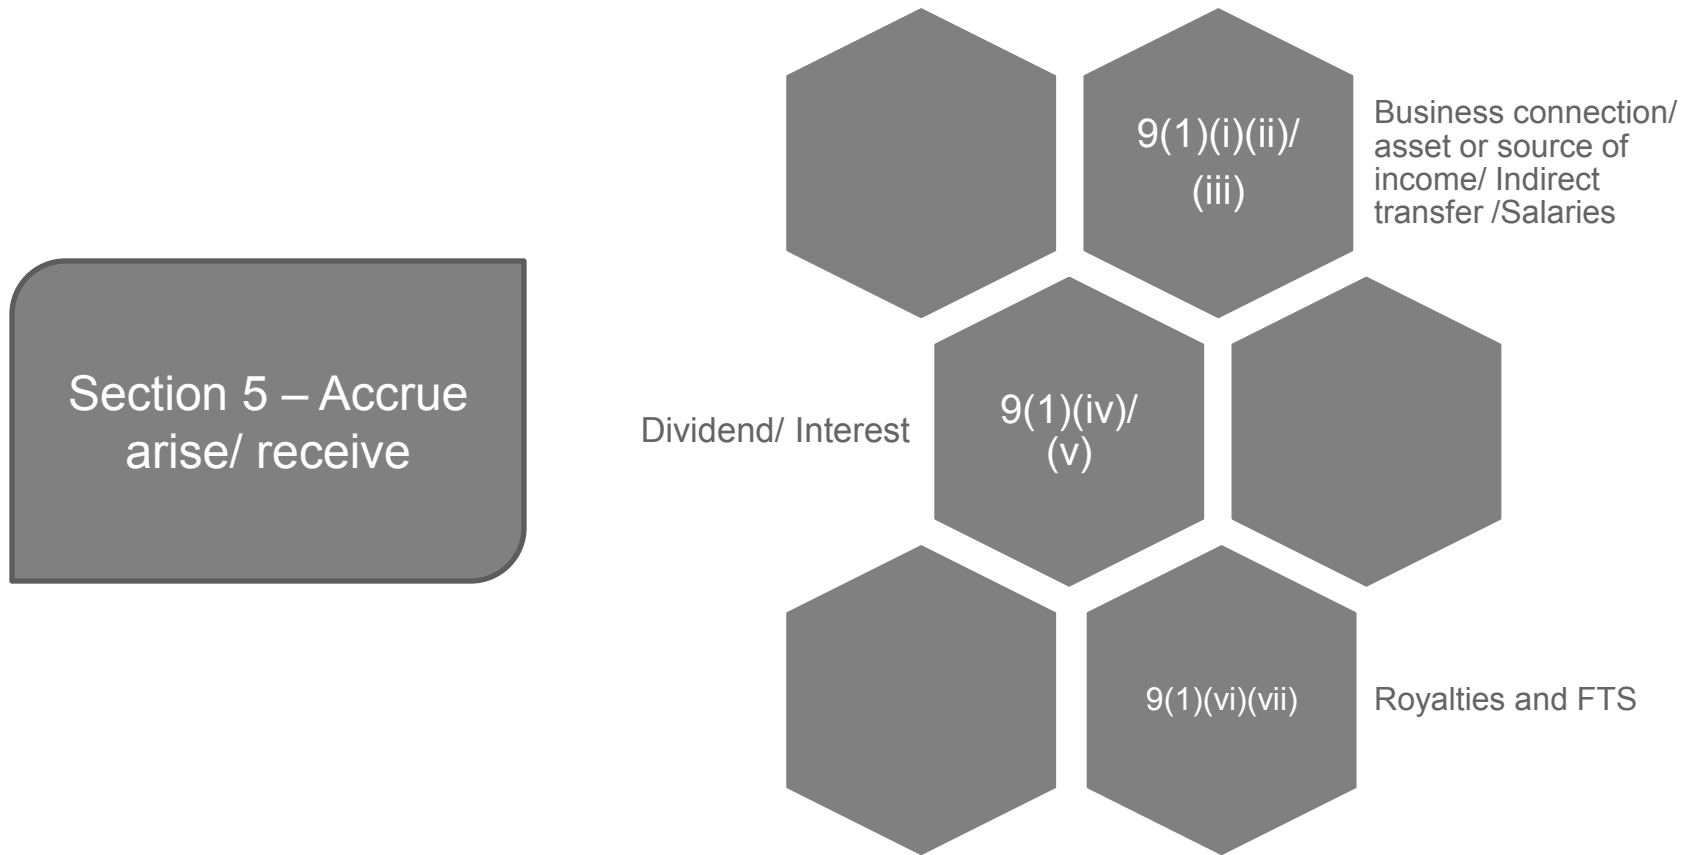 Section 5 – Accrue
arise/ receive
9(1)(i)(ii)/
(iii)
Business connection/
asset or source of
income/ Indirect
transfer /Salaries
Dividend/ Interest
9(1)(iv)/
(v)
9(1)(vi)(vii)
Royalties and FTS